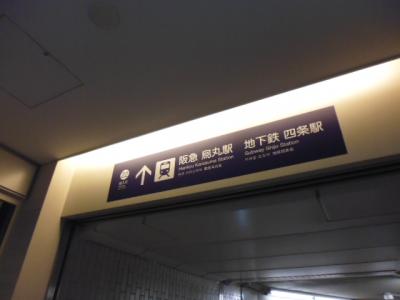 阪急 烏丸駅
Hankyu Karasuma Station
地下鉄 四条駅
Subway Shijo Station